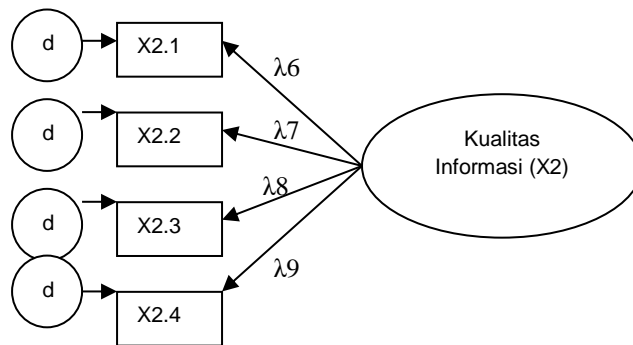 d
X2.1
λ6
d
X2.2
λ7
Kualitas
Informasi (X2)
d
X2.3
λ8
d
X2.4
λ9